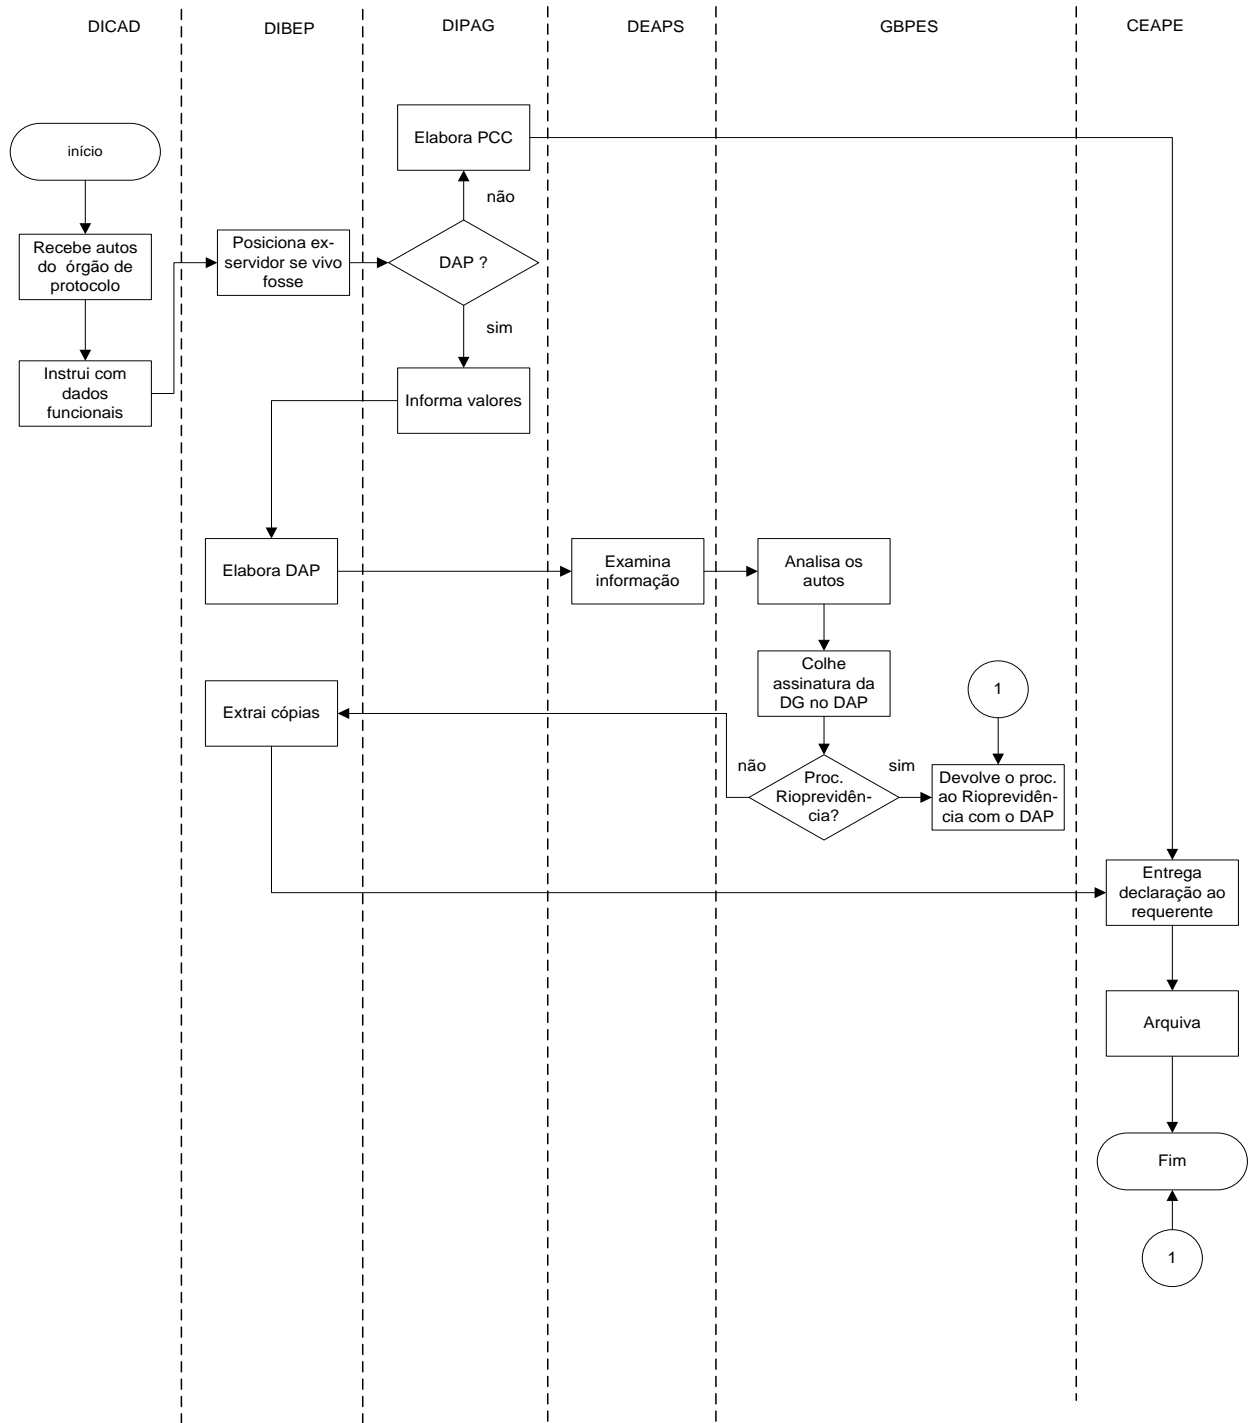 DICAD
DIBEP
DIPAG
DEAPS
GBPES
CEAPE
início
Elabora PCC
não
Recebe autos
do órgão de
protocolo
Posiciona ex-
servidor se vivo
fosse
DAP ?
sim
Instrui com
dados
funcionais
Informa valores
Elabora DAP
Examina
informação
Analisa os
autos
Colhe
assinatura da
DG no DAP
1
Extrai cópias
não
Proc.
Rioprevidên-
cia?
sim
Devolve o proc.
ao Rioprevidên-
cia com o DAP
Entrega
declaração ao
requerente
Arquiva
Fim
1